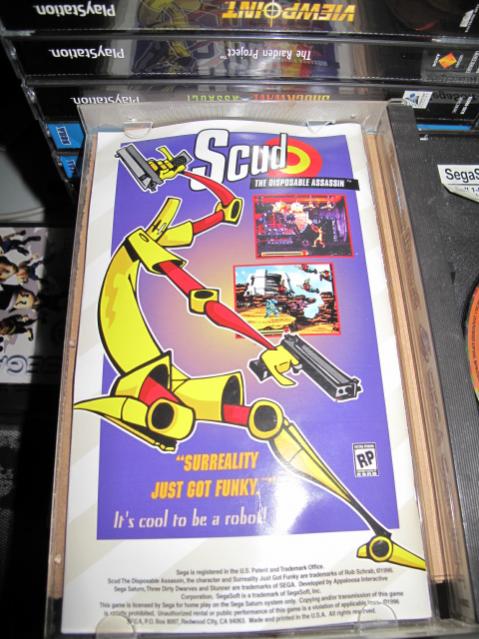 VIEWPOINT
PlayStation.
The Raiden Project™
PlayStation
PlayStation.
ASSAULT
Scud
THE DISPOSABLE ASSASSIN™
SegaS
RP
"SURREALITY
JUST GOT FUNKY."
It's cool to be a robot!
Sega is registered in the U.S. Patent and Trademark Office.
Scud The Disposable Assassin, the character and Surreality Just Got Funky are trademarks of Rob Schrab, ©1996.
Sega Saturn, Three Dirty Dwarves and Stunner are trademarks of SEGA. Developed by Appaloosa Interactive
Corporation. SegaSoft is a trademark of SegaSoft, Inc.
This game is licensed by Sega for home play on the Sega Saturn system only. Copying and/or transmission of this game
is strictly prohibited. Unauthorized rental or public performance of this game is a violation of applicable laws. ©1996
SEGA, P.O. Box 8097, Redwood City, CA 94063. Made and printed in the U.S.A. All rights reserved.